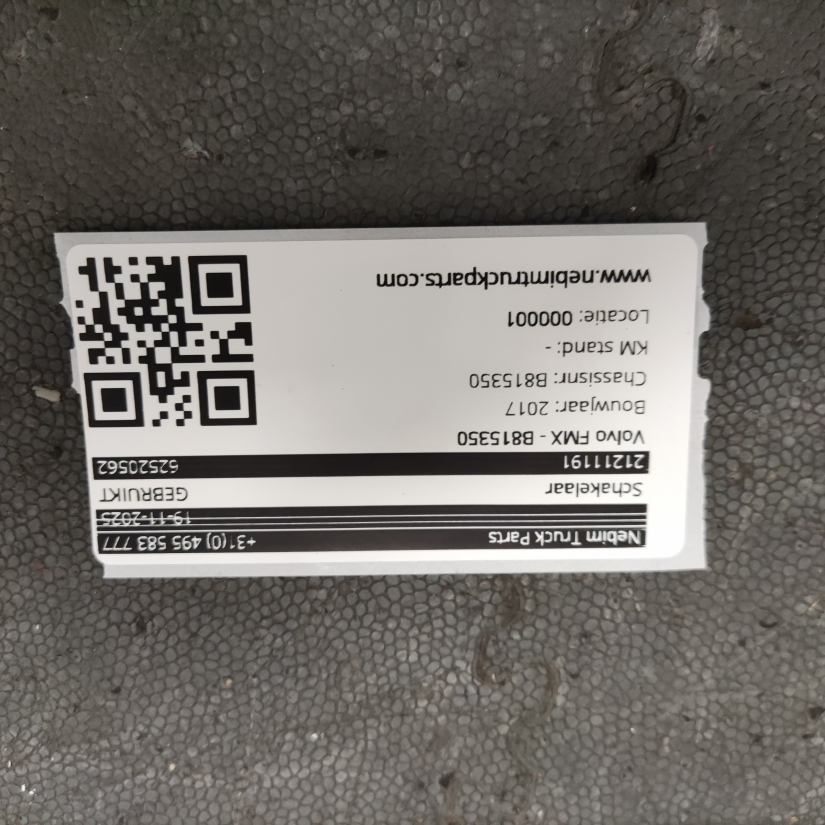 Nebim Truck Parts +31(0) 495 583 777
19-11-2025
Schakelaar GEBRUIKT
21211191 62520562
Volvo FMX - B815350
Bouwjaar: 2017
Chassisnr: B815350
KM stand: -
Locatie: 000001
www.nebimtruckparts.com